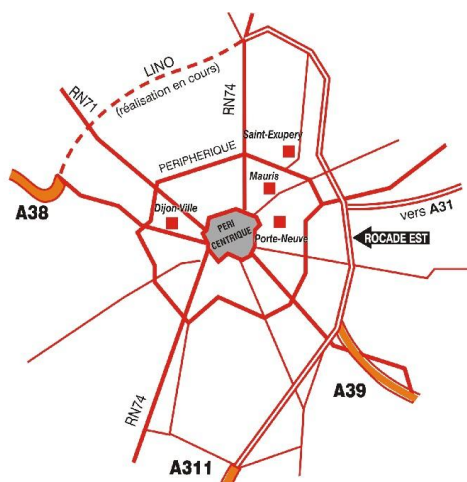 LINO
(réalisation en cours)
RN71
RN74
Saint-Exupery
PERIPHERIQUE
Mauris
A38
Dijon-Ville
vers A31
PERI
CENTRIQUE
Porte-Neuve
ROCADE EST
RN74
A39
A311